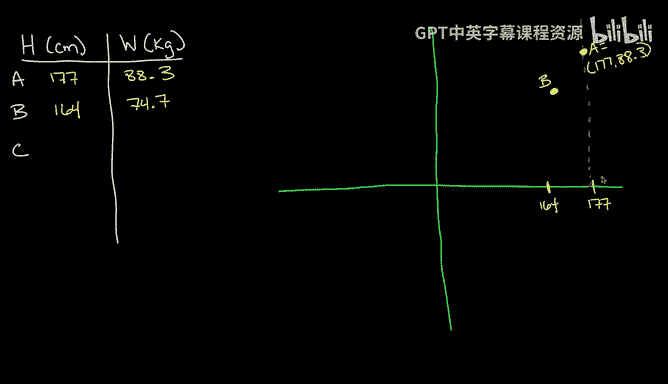 GPT中英字幕课程资源 bilibili
H (cm) W (kg)
A 177 88.3
B 164 74.7
C
A=
(177,88.3)
B
164 177